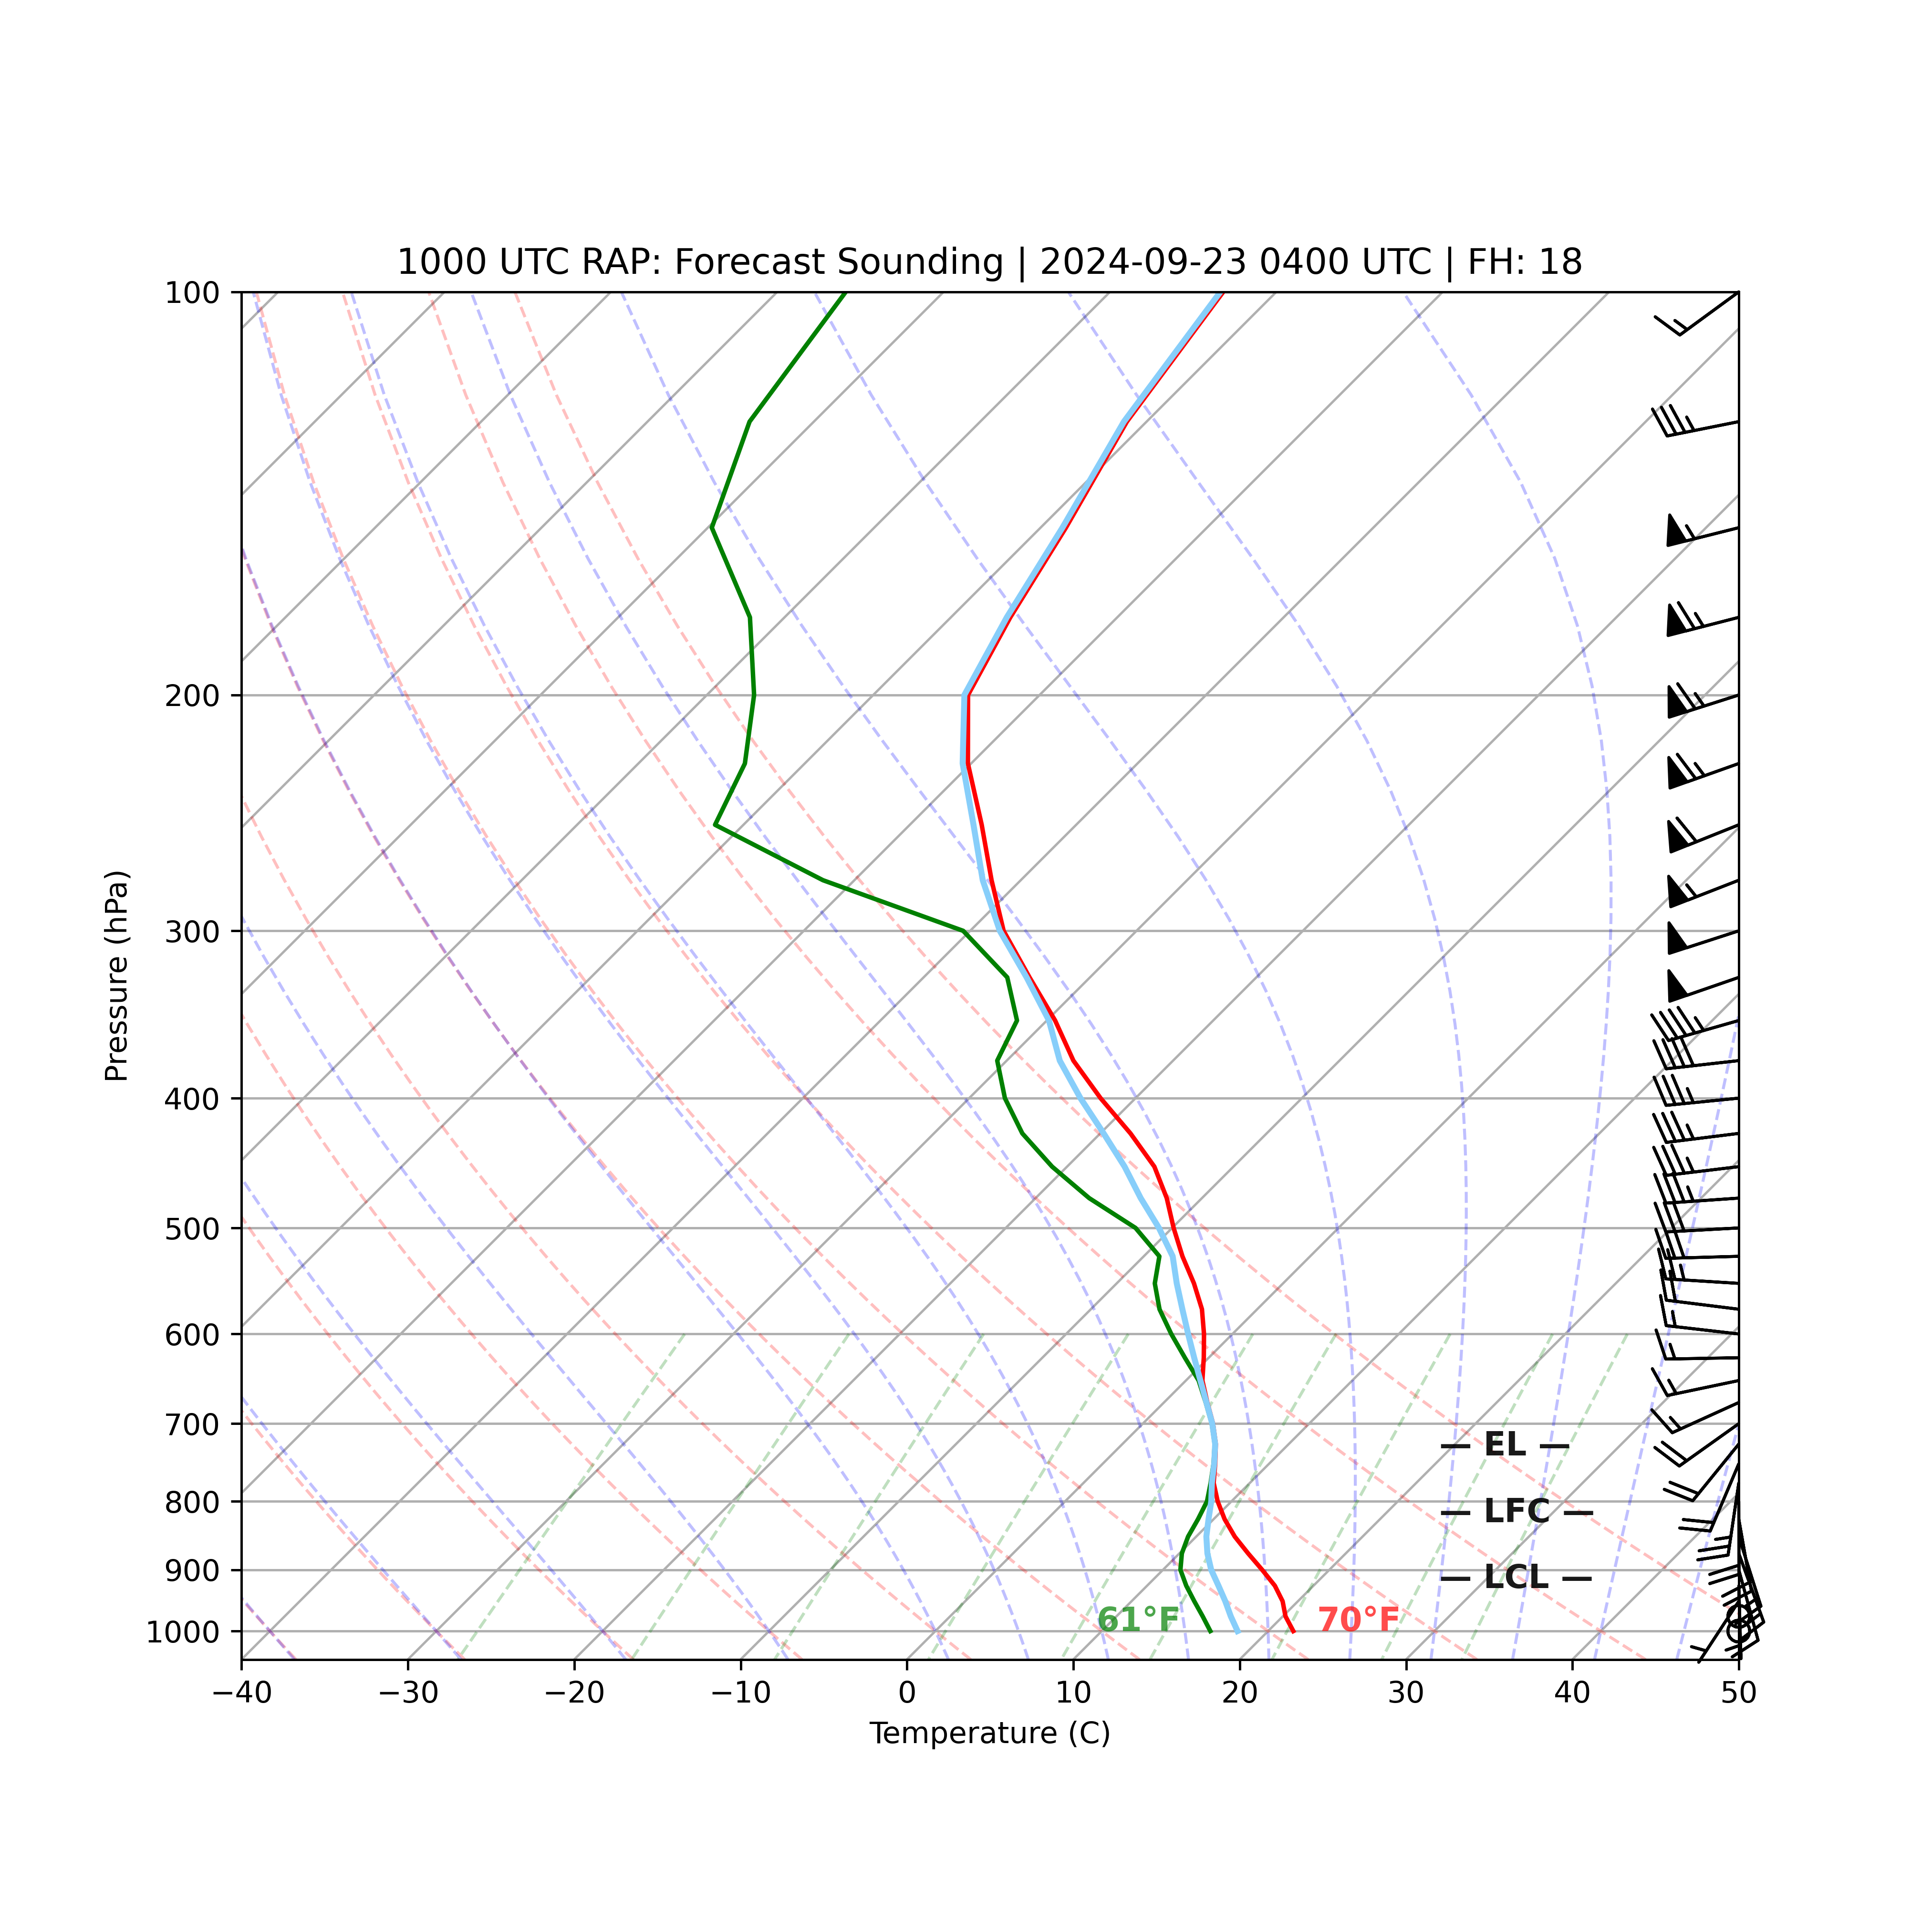 1000 UTC RAP: Forecast Sounding | 2024-09-23 0400 UTC | FH: 18
100
200
300
400
500
600
700
800
900
1000
Pressure (hPa)
— EL —
— LFC —
— LCL —
61°F 70°F
−40 −30 −20 −10 0 10 20 30 40 50
Temperature (C)